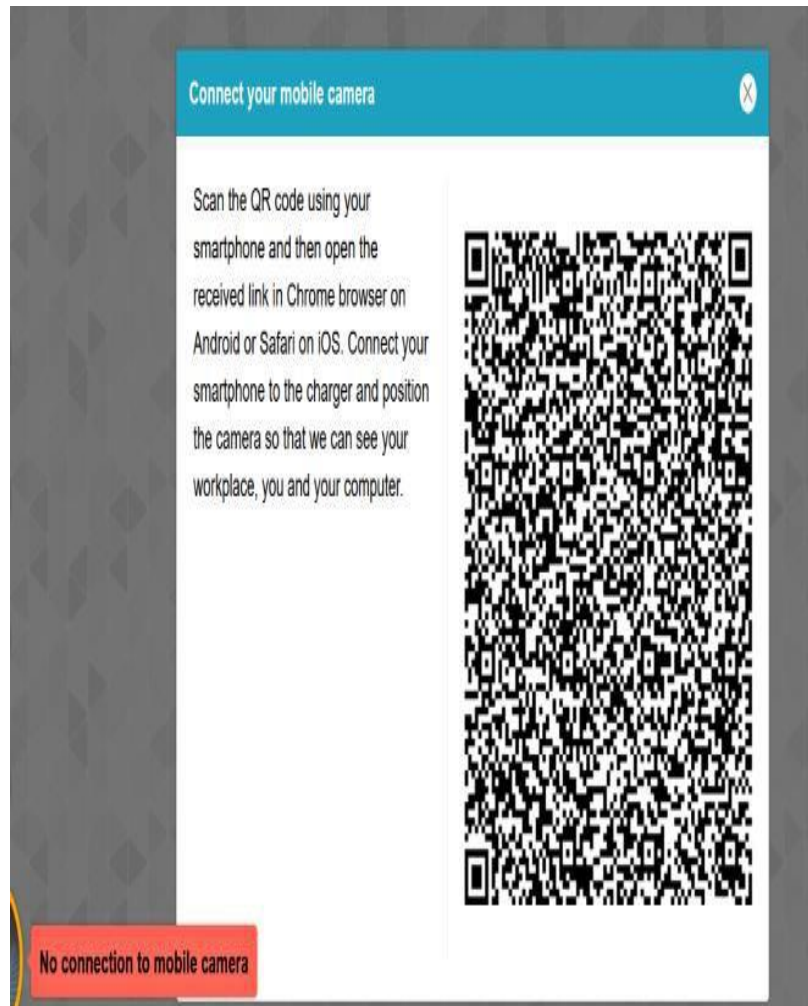 Connect your mobile camera
Scan the QR code using your
smartphone and then open the
received link in Chrome browser on
Android or Safari on iOS. Connect your
smartphone to the charger and position
the camera so that we can see your
workplace, you and your computer.
No connection to mobile camera